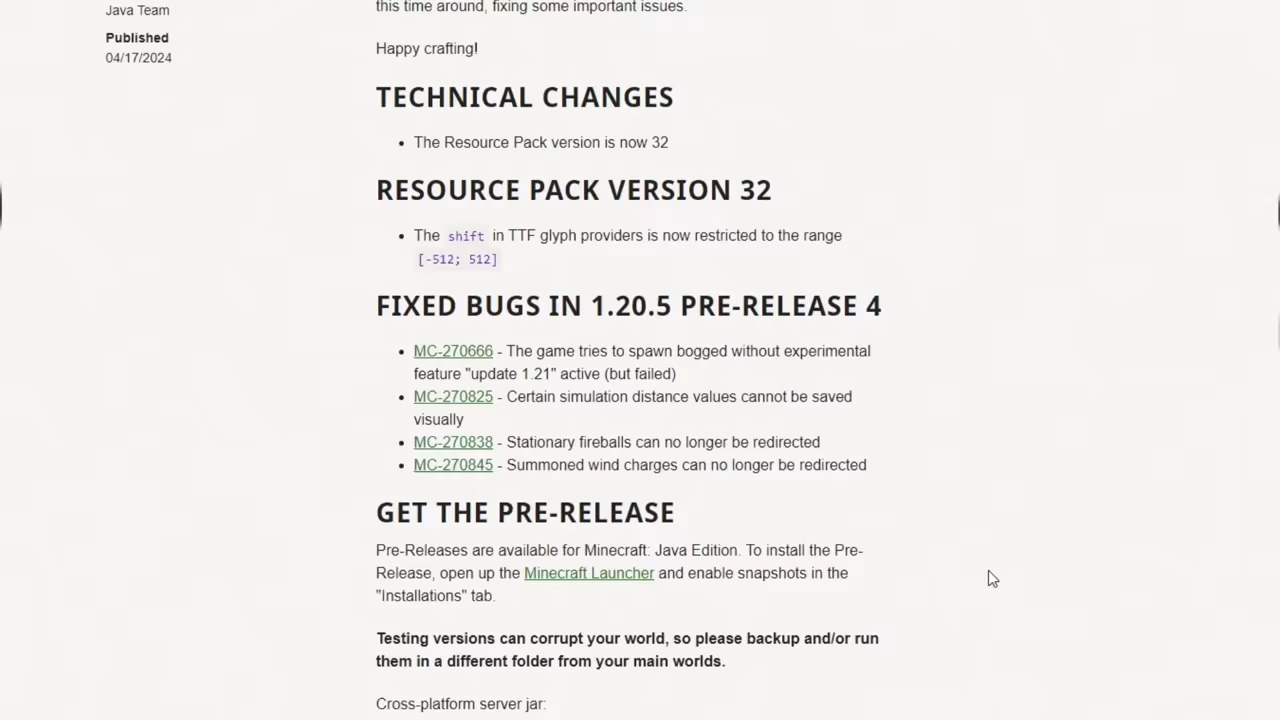 Java Team
Published
04/17/2024
this time around, fixing some important issues.
Happy crafting!
TECHNICAL CHANGES
• The Resource Pack version is now 32
RESOURCE PACK VERSION 32
• The shift in TTF glyph providers is now restricted to the range
[-512; 512]
FIXED BUGS IN 1.20.5 PRE-RELEASE 4
• MC-270666 - The game tries to spawn bogged without experimental
feature "update 1.21" active (but failed)
• MC-270825 - Certain simulation distance values cannot be saved
visually
• MC-270838 - Stationary fireballs can no longer be redirected
• MC-270845 - Summoned wind charges can no longer be redirected
GET THE PRE-RELEASE
Pre-Releases are available for Minecraft: Java Edition. To install the Pre-
Release, open up the Minecraft Launcher and enable snapshots in the
"Installations" tab.
Testing versions can corrupt your world, so please backup and/or run
them in a different folder from your main worlds.
Cross-platform server jar: